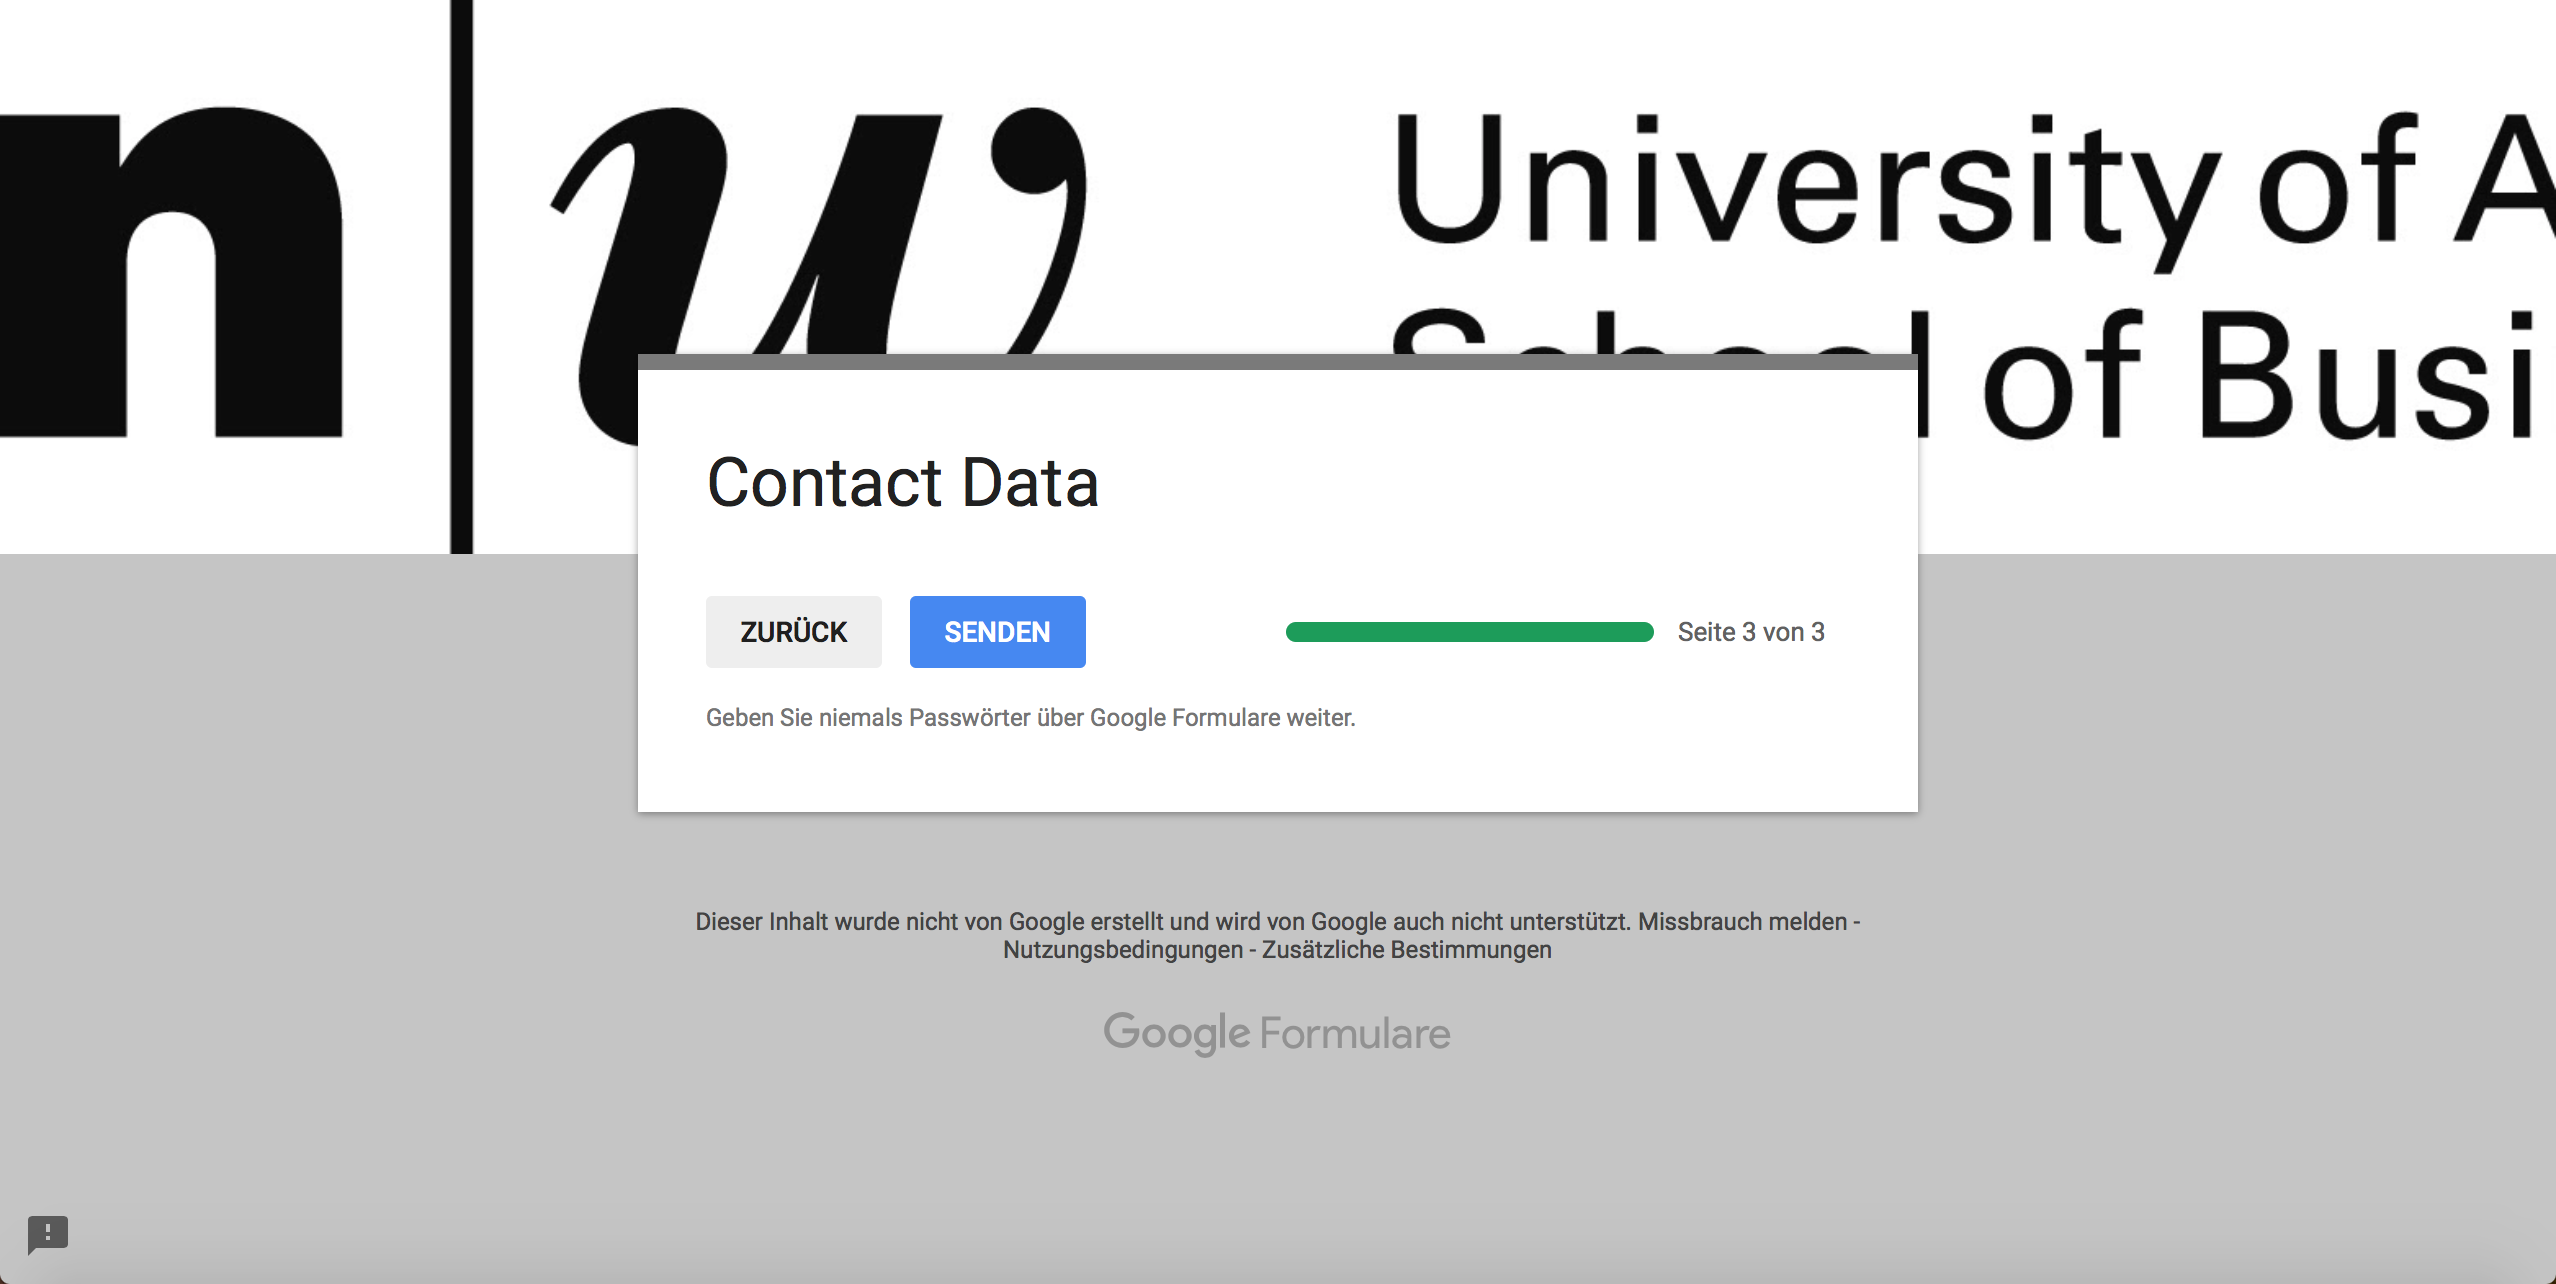 n w University of A
School of Busi
Contact Data
ZURÜCK SENDEN Seite 3 von 3
Geben Sie niemals Passwörter über Google Formulare weiter.
Dieser Inhalt wurde nicht von Google erstellt und wird von Google auch nicht unterstützt. Missbrauch melden -
Nutzungsbedingungen - Zusätzliche Bestimmungen
Google Formulare